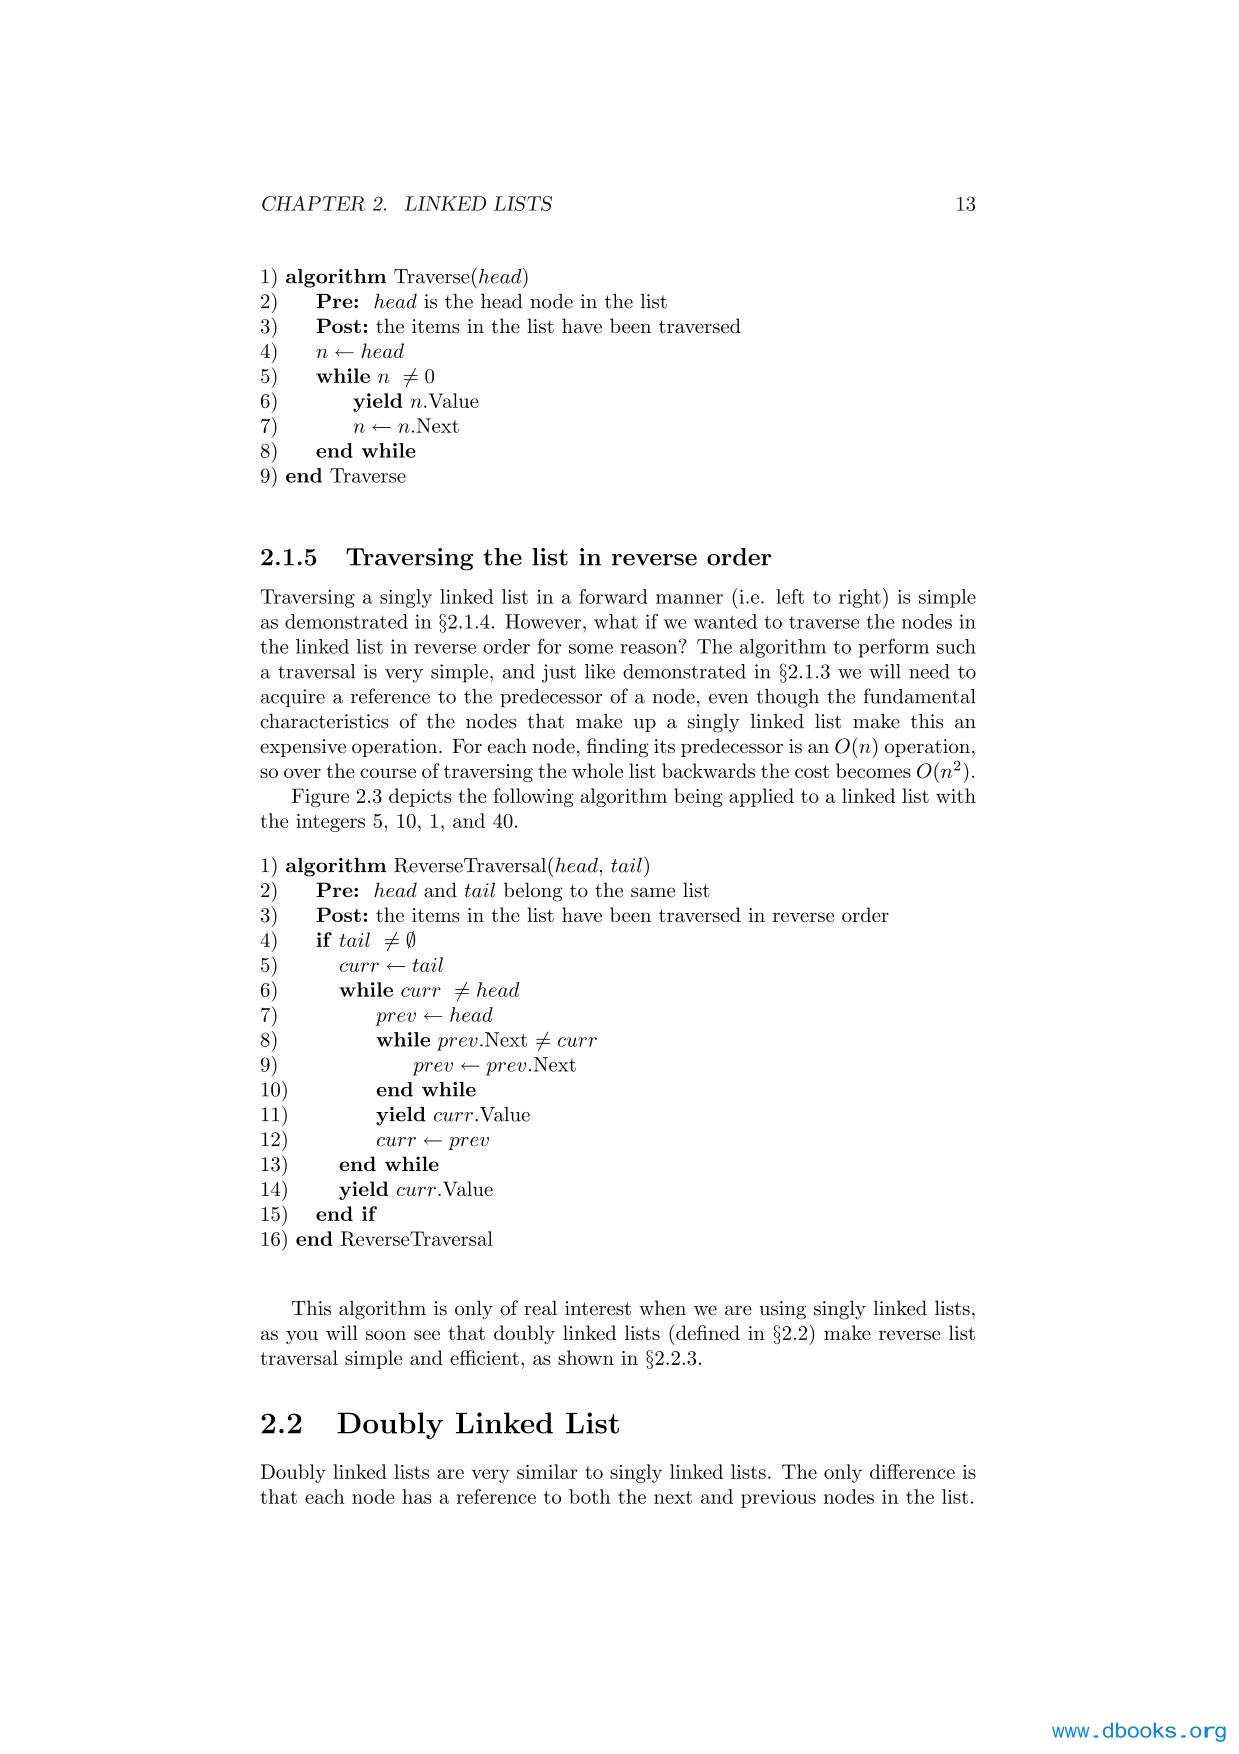 CHAPTER 2. LINKED LISTS 13
1) algorithm Traverse(head)
2) Pre: head is the head node in the list
3) Post: the items in the list have been traversed
4) n ← head
5) while n ≠ 0
6) yield n.Value
7) n ← n.Next
8) end while
9) end Traverse
2.1.5 Traversing the list in reverse order
Traversing a singly linked list in a forward manner (i.e. left to right) is simple
as demonstrated in §2.1.4. However, what if we wanted to traverse the nodes in
the linked list in reverse order for some reason? The algorithm to perform such
a traversal is very simple, and just like demonstrated in §2.1.3 we will need to
acquire a reference to the predecessor of a node, even though the fundamental
characteristics of the nodes that make up a singly linked list make this an
expensive operation. For each node, finding its predecessor is an O(n) operation,
so over the course of traversing the whole list backwards the cost becomes O(n²).
Figure 2.3 depicts the following algorithm being applied to a linked list with
the integers 5, 10, 1, and 40.
1) algorithm ReverseTraversal(head, tail)
2) Pre: head and tail belong to the same list
3) Post: the items in the list have been traversed in reverse order
4) if tail ≠ ∅
5) curr ← tail
6) while curr ≠ head
7) prev ← head
8) while prev.Next ≠ curr
9) prev ← prev.Next
10) end while
11) yield curr.Value
12) curr ← prev
13) end while
14) yield curr.Value
15) end if
16) end ReverseTraversal
This algorithm is only of real interest when we are using singly linked lists,
as you will soon see that doubly linked lists (defined in §2.2) make reverse list
traversal simple and efficient, as shown in §2.2.3.
2.2 Doubly Linked List
Doubly linked lists are very similar to singly linked lists. The only difference is
that each node has a reference to both the next and previous nodes in the list.
www.dbooks.org